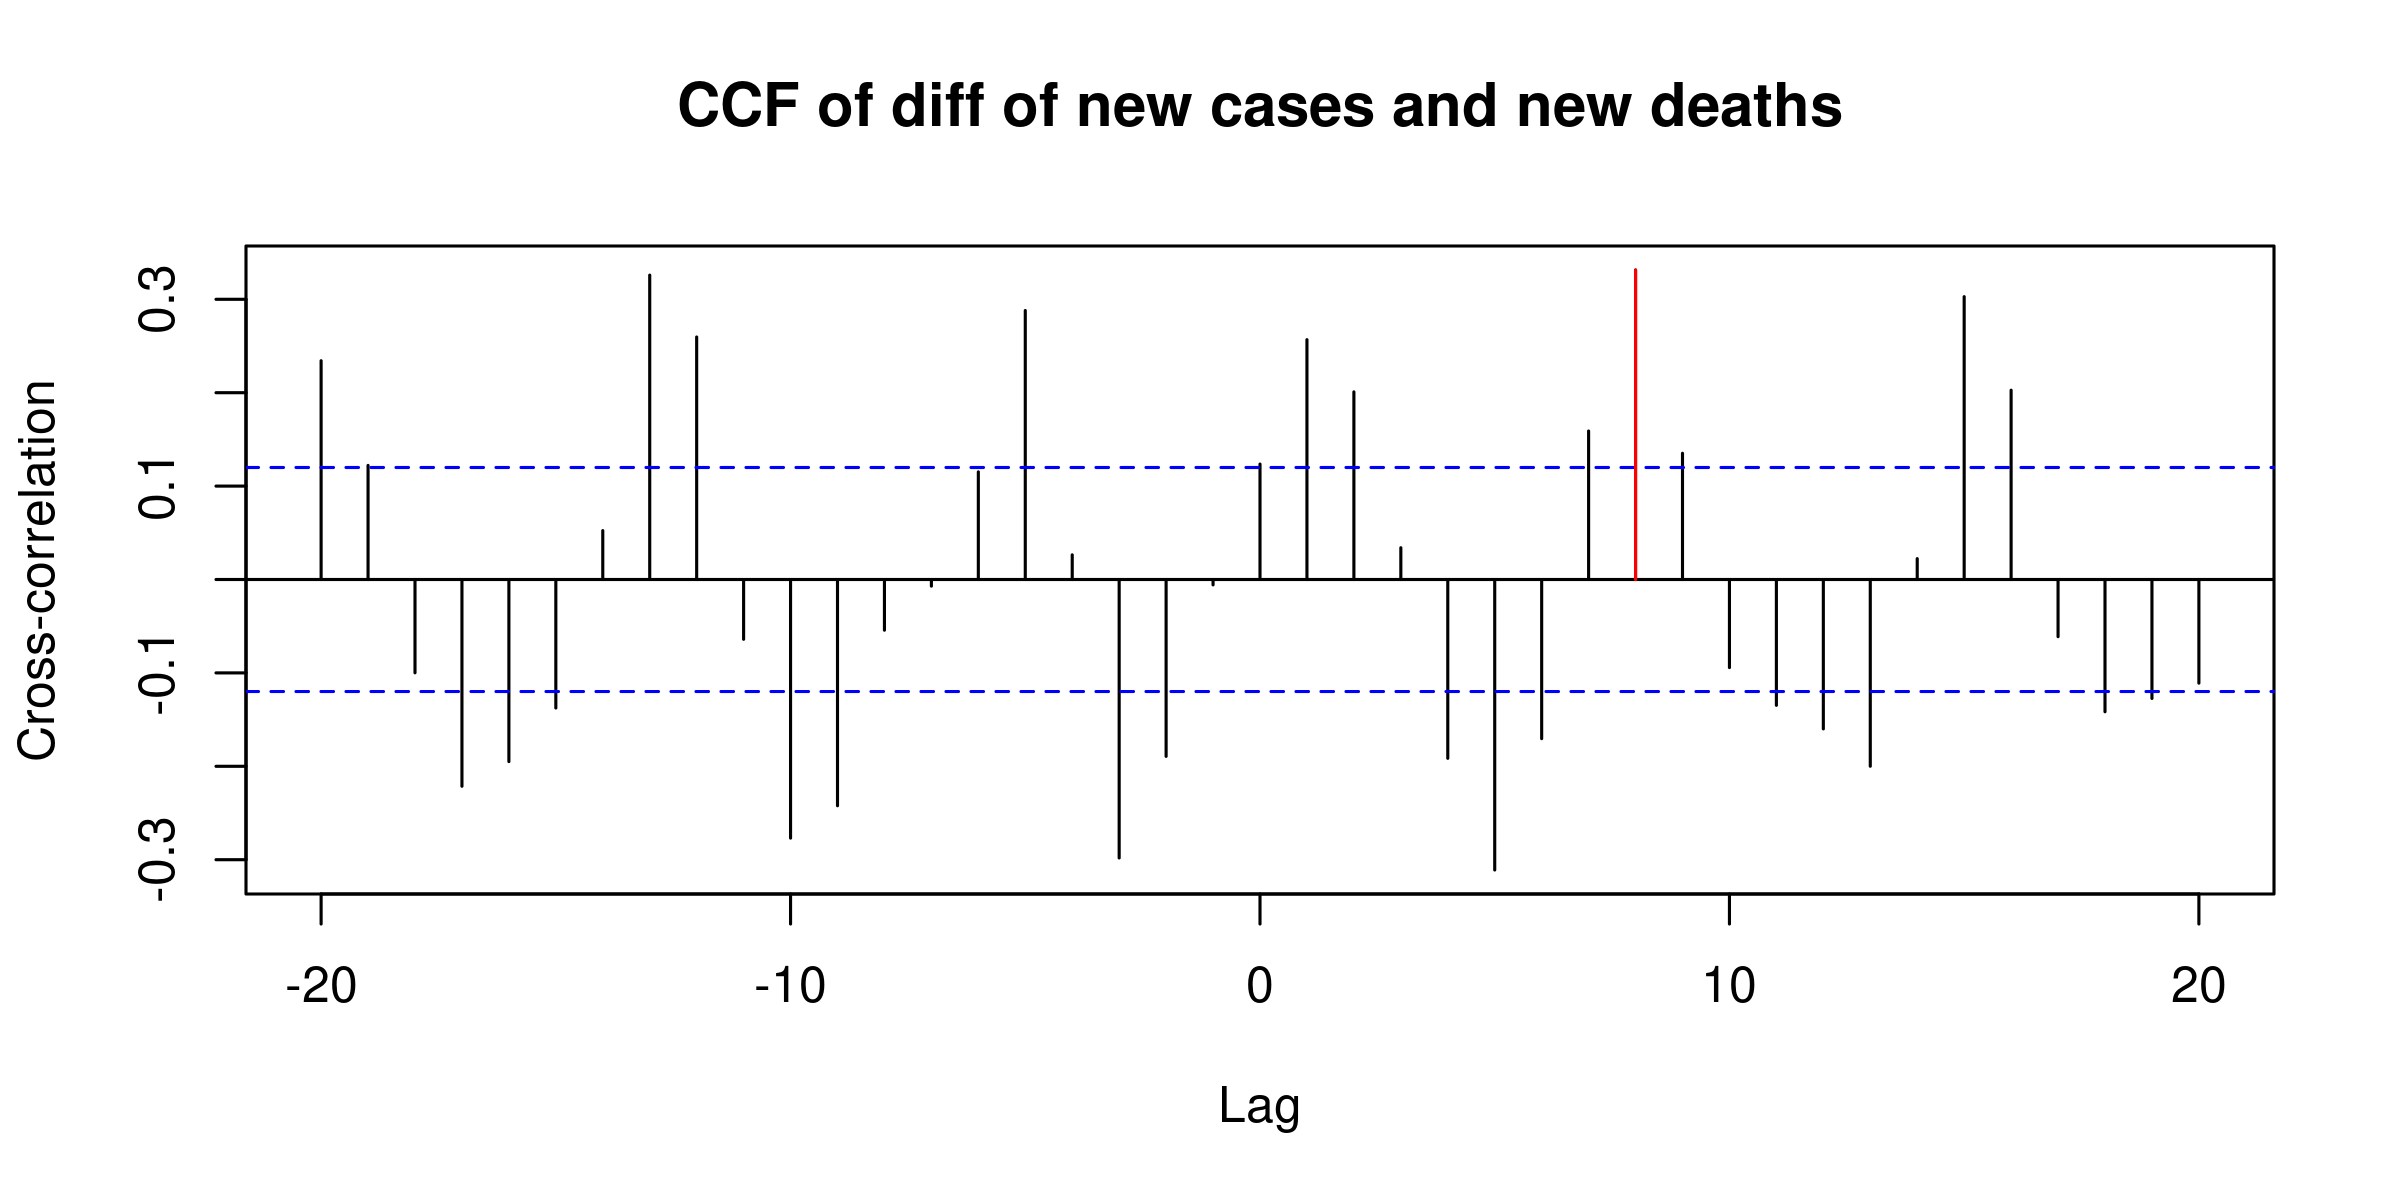 CCF of diff of new cases and new deaths
Cross-correlation
0.3
0.1
-0.1
-0.3
-20 -10 0 10 20
Lag